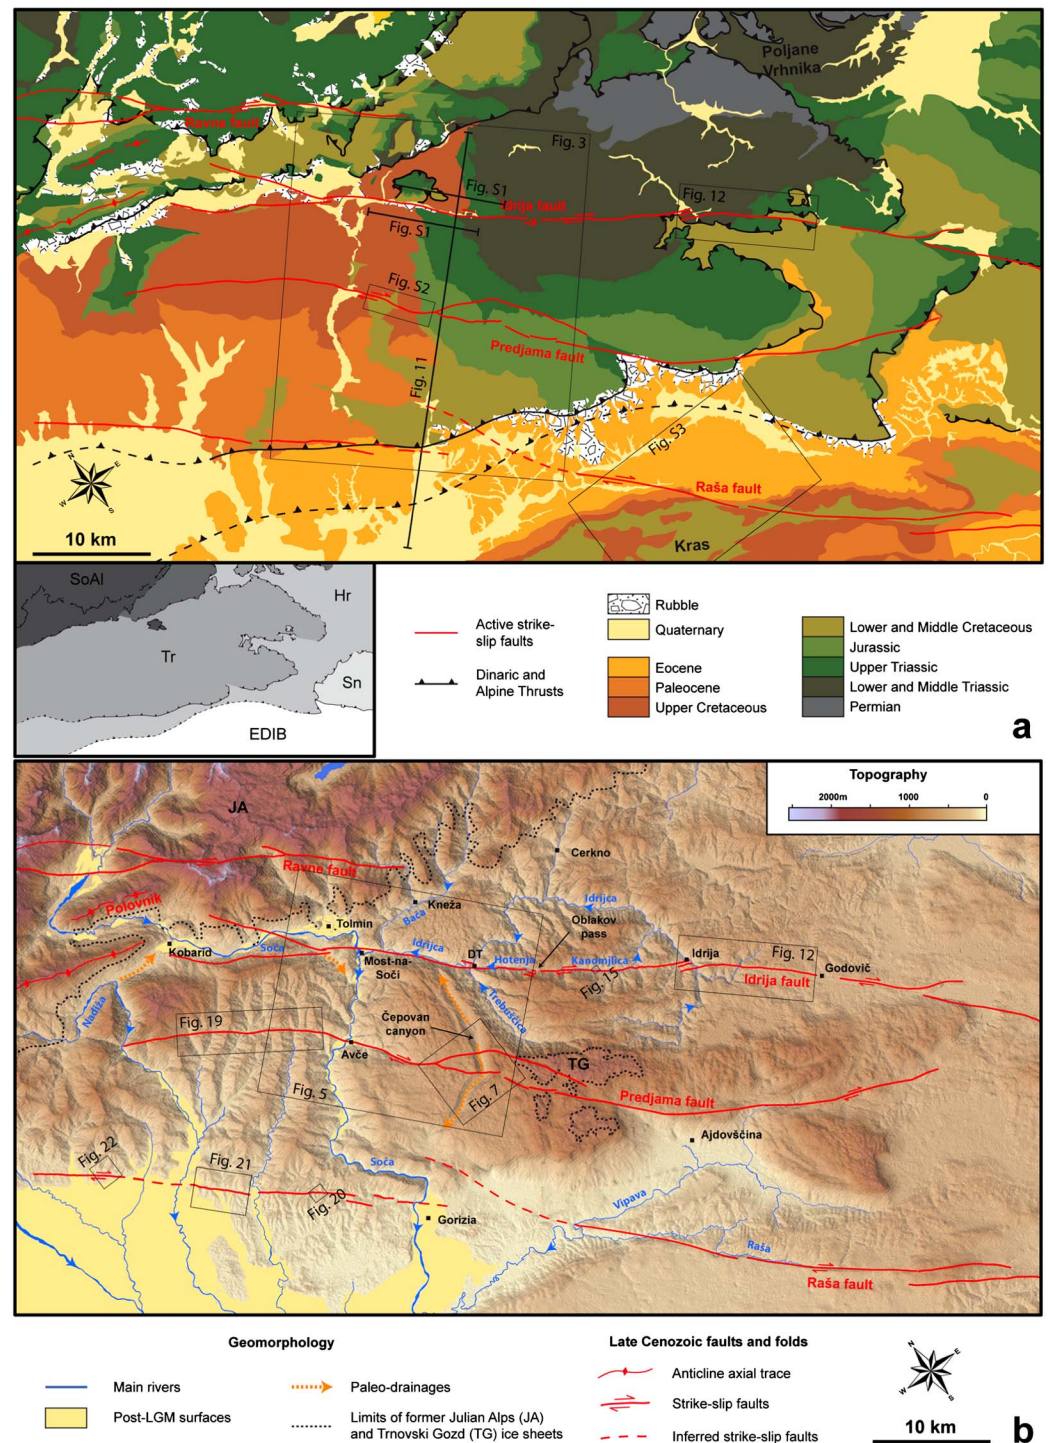 Poljane
Vrhnika
Ravne fault
Fig. 3
Fig. S1
Idrija fault
Fig. 12
Fig. S1
Fig. S2
Predjama fault
Fig. 11
Fig. S3
Raša fault
Kras
N
E
W
S
10 km
SoAl
Hr
Tr
Sn
EDIB
Active strike-
slip faults
Dinaric and
Alpine Thrusts
Rubble
Quaternary
Eocene
Paleocene
Upper Cretaceous
Lower and Middle Cretaceous
Jurassic
Upper Triassic
Lower and Middle Triassic
Permian
a
Topography
2000m 1000 0
JA
Cerkno
Ravne fault
Polovnik
Kneža
Idrijca
Bača
Tolmin
Oblakov
pass
Kobarid
Soča
Idrijca
Most-na-
Soči
DT
Hotenja
Kanomjlica
Idrija
Fig. 12
Godovič
Fig. 15
Idrija fault
Nadiža
Trebuščica
Čepovan
canyon
Fig. 19
Avče
TG
Fig. 5
Fig. 7
Predjama fault
Ajdovščina
Fig. 22
Fig. 21
Soča
Fig. 20
Vipava
Gorizia
Raša
Raša fault
Geomorphology
Main rivers
Post-LGM surfaces
Paleo-drainages
Limits of former Julian Alps (JA)
and Trnovski Gozd (TG) ice sheets
Late Cenozoic faults and folds
Anticline axial trace
Strike-slip faults
Inferred strike-slip faults
N
E
W
S
10 km
b